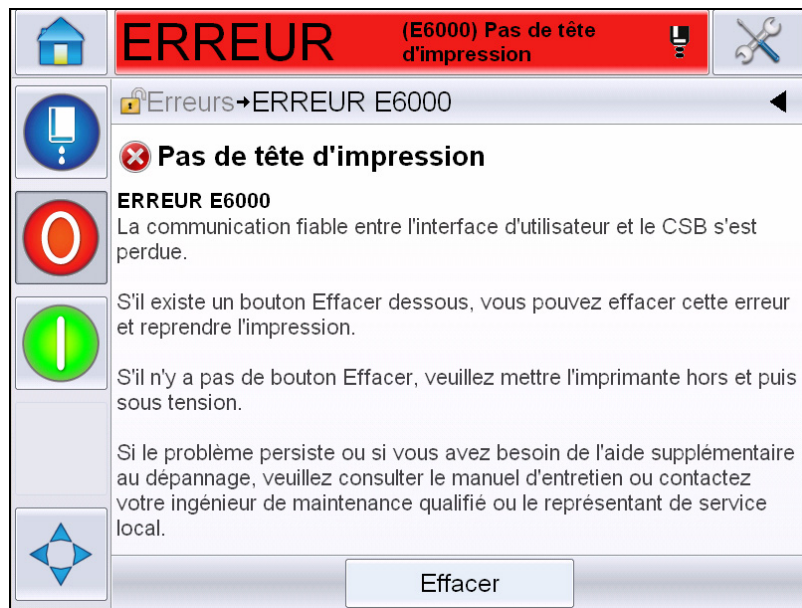 ERREUR
(E6000) Pas de tête
d'impression
Erreurs→ERREUR E6000
Pas de tête d'impression
ERREUR E6000
La communication fiable entre l'interface d'utilisateur et le CSB s'est
perdue.
S'il existe un bouton Effacer dessous, vous pouvez effacer cette erreur
et reprendre l'impression.
S'il n'y a pas de bouton Effacer, veuillez mettre l'imprimante hors et puis
sous tension.
Si le problème persiste ou si vous avez besoin de l'aide supplémentaire
au dépannage, veuillez consulter le manuel d'entretien ou contactez
votre ingénieur de maintenance qualifié ou le représentant de service
local.
Effacer